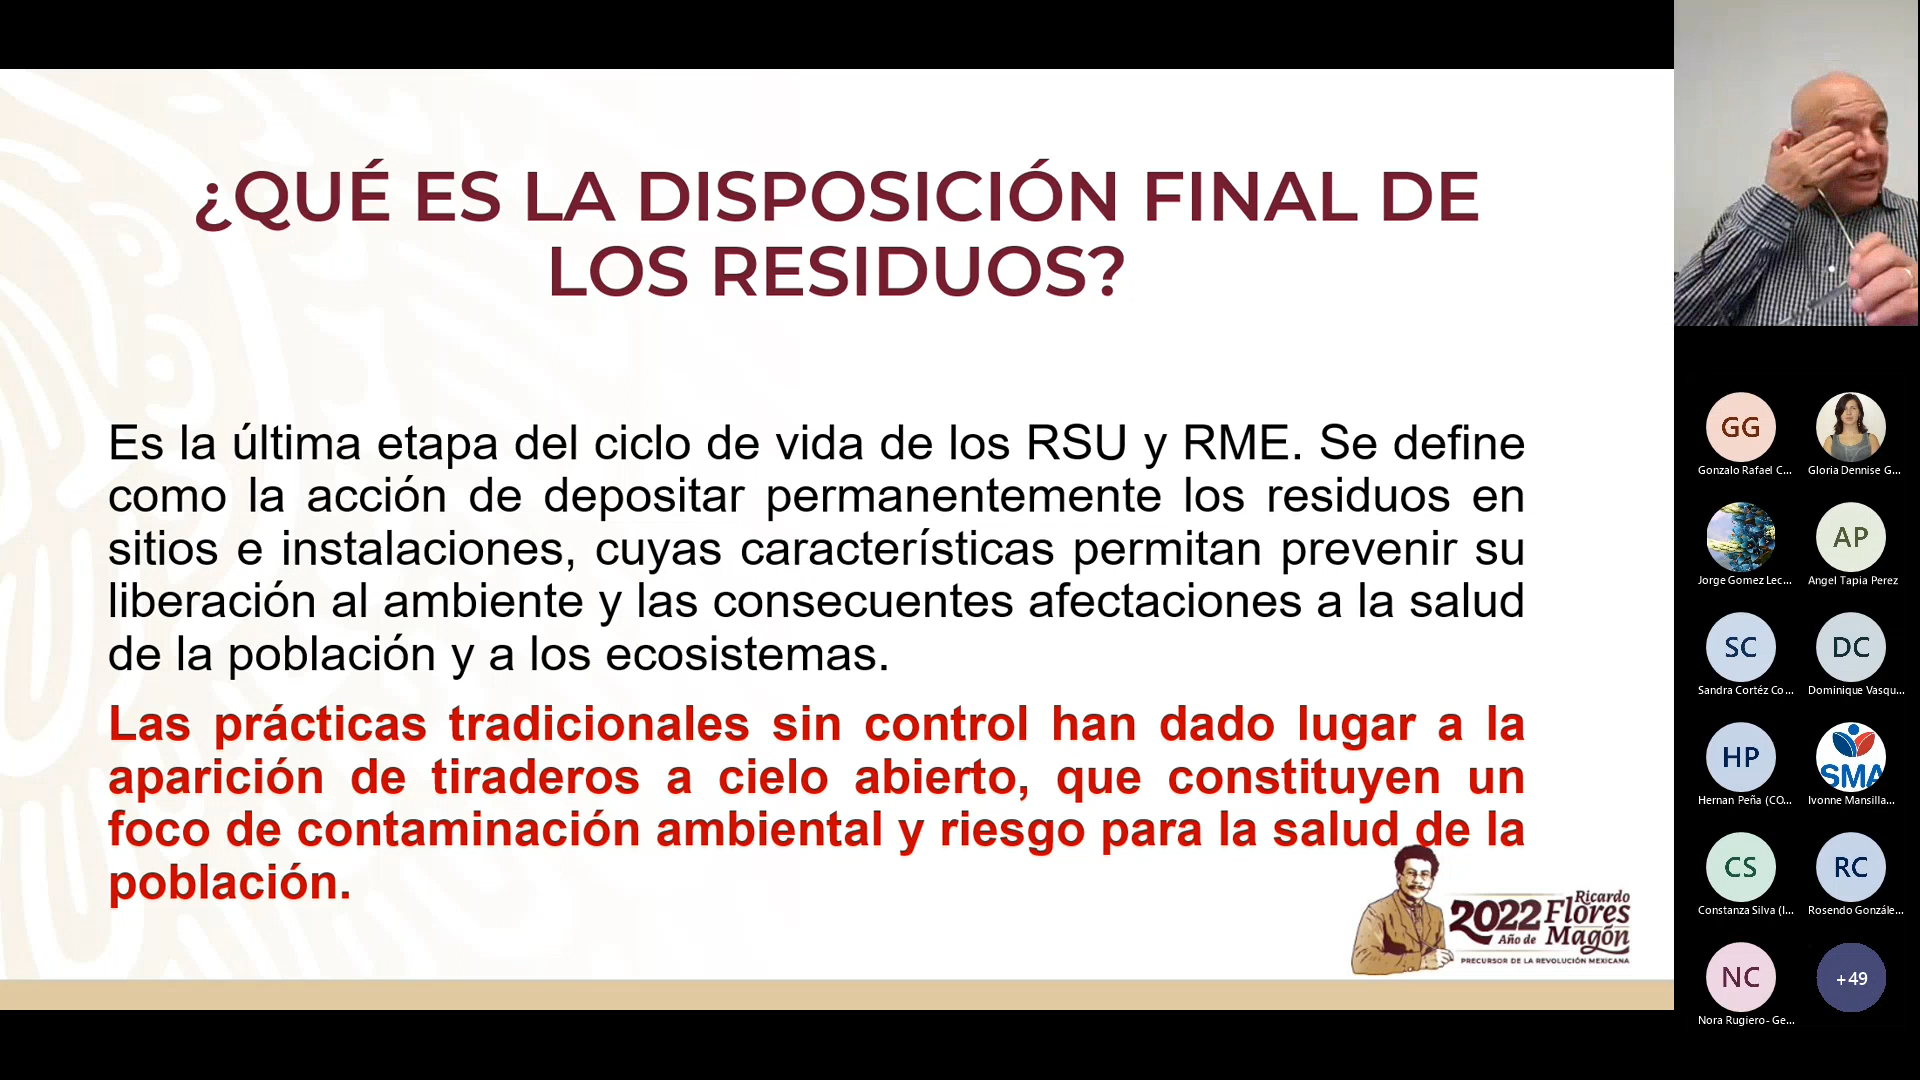 ¿QUÉ ES LA DISPOSICIÓN FINAL DE
LOS RESIDUOS?
Es la última etapa del ciclo de vida de los RSU y RME. Se define
como la acción de depositar permanentemente los residuos en
sitios e instalaciones, cuyas características permitan prevenir su
liberación al ambiente y las consecuentes afectaciones a la salud
de la población y a los ecosistemas.
Las prácticas tradicionales sin control han dado lugar a la
aparición de tiraderos a cielo abierto, que constituyen un
foco de contaminación ambiental y riesgo para la salud de la
población.
2022 Ricardo
Año de Flores
Magón
PRECURSOR DE LA REVOLUCIÓN MEXICANA
GG
Gonzalo Rafael C...
Gloria Dennise G...
Jorge Gomez Lec...
AP
Angel Tapia Perez
SC
Sandra Cortéz Co...
DC
Dominique Vasqu...
HP
Hernan Peña (CO...
SMA
Ivonne Mansilla...
CS
Constanza Silva (I...
RC
Rosendo Gonzále...
NC
Nora Rugiero- Ge...
+49